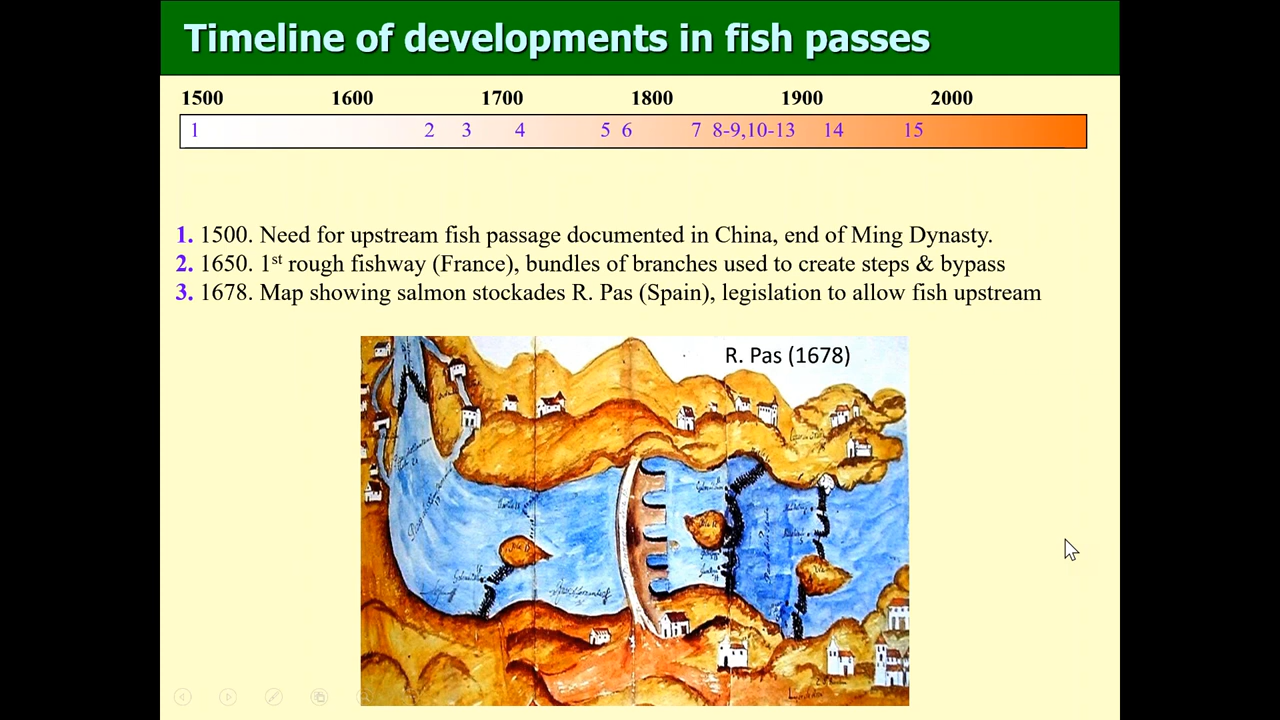 Timeline of developments in fish passes
1500 1600 1700 1800 1900 2000
1 2 3 4 5 6 7 8-9,10-13 14 15
1. 1500. Need for upstream fish passage documented in China, end of Ming Dynasty.
2. 1650. 1st rough fishway (France), bundles of branches used to create steps & bypass
3. 1678. Map showing salmon stockades R. Pas (Spain), legislation to allow fish upstream
R. Pas (1678)